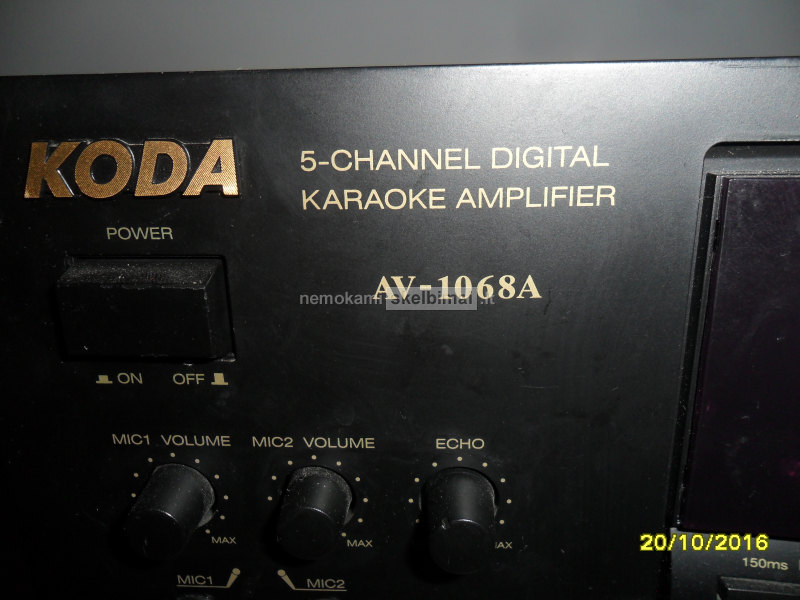 KODA
5-CHANNEL DIGITAL
KARAOKE AMPLIFIER
POWER
AV-1068A
nemokami skelbimai.lt
ON OFF
MIC1 VOLUME MIC2 VOLUME ECHO
MAX MAX MAX
20/10/2016
150ms
MIC1 MIC2